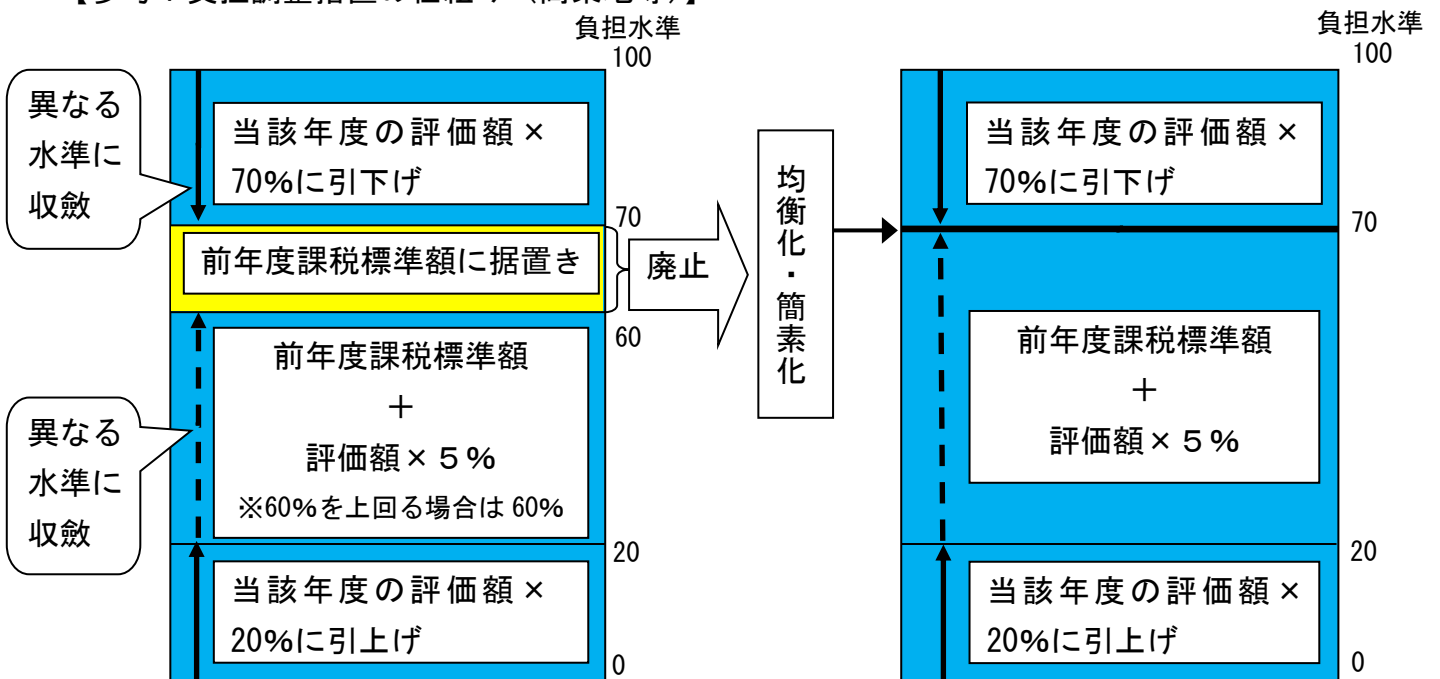 負担水準
100
異なる
水準に
収斂
当該年度の評価額×
70%に引下げ
70
前年度課税標準額に据置き
60
異なる
水準に
収斂
前年度課税標準額
＋
評価額×５%
※60%を上回る場合は 60%
20
当該年度の評価額×
20%に引上げ
0
廃止
均衡化・簡素化
負担水準
100
当該年度の評価額×
70%に引下げ
70
前年度課税標準額
＋
評価額×５%
20
当該年度の評価額×
20%に引上げ
0